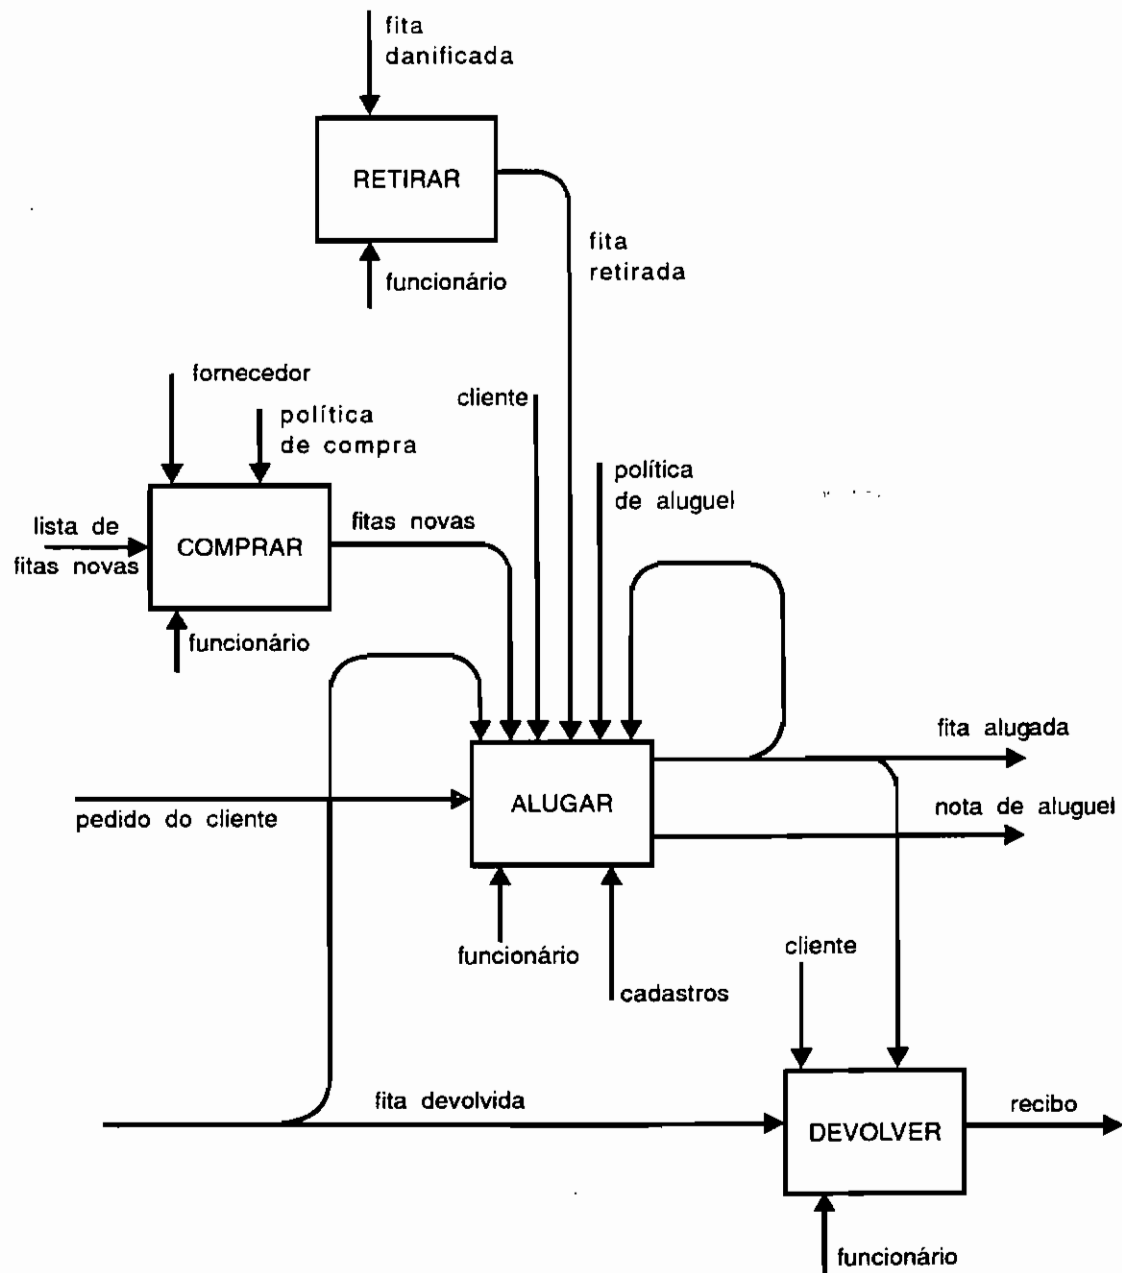 fita
danificada
RETIRAR
fita
retirada
funcionário
fornecedor
cliente
política
de compra
política
de aluguel
lista de
fitas novas
COMPRAR
fitas novas
funcionário
fita alugada
pedido do cliente
ALUGAR
nota de aluguel
funcionário
cliente
cadastros
fita devolvida
DEVOLVER
recibo
funcionário